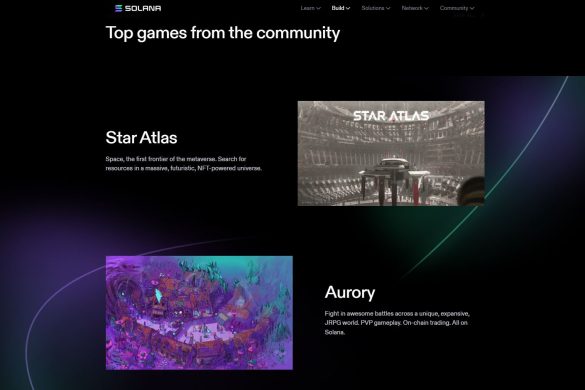 SOLANA
Learn Build Solutions Network Community
Top games from the community
STAR ATLAS
Star Atlas
Space, the first frontier of the metaverse. Search for
resources in a massive, futuristic, NFT-powered universe.
Aurory
Fight in awesome battles across a unique, expansive,
JRPG world. PVP gameplay. On-chain trading. All on
Solana.